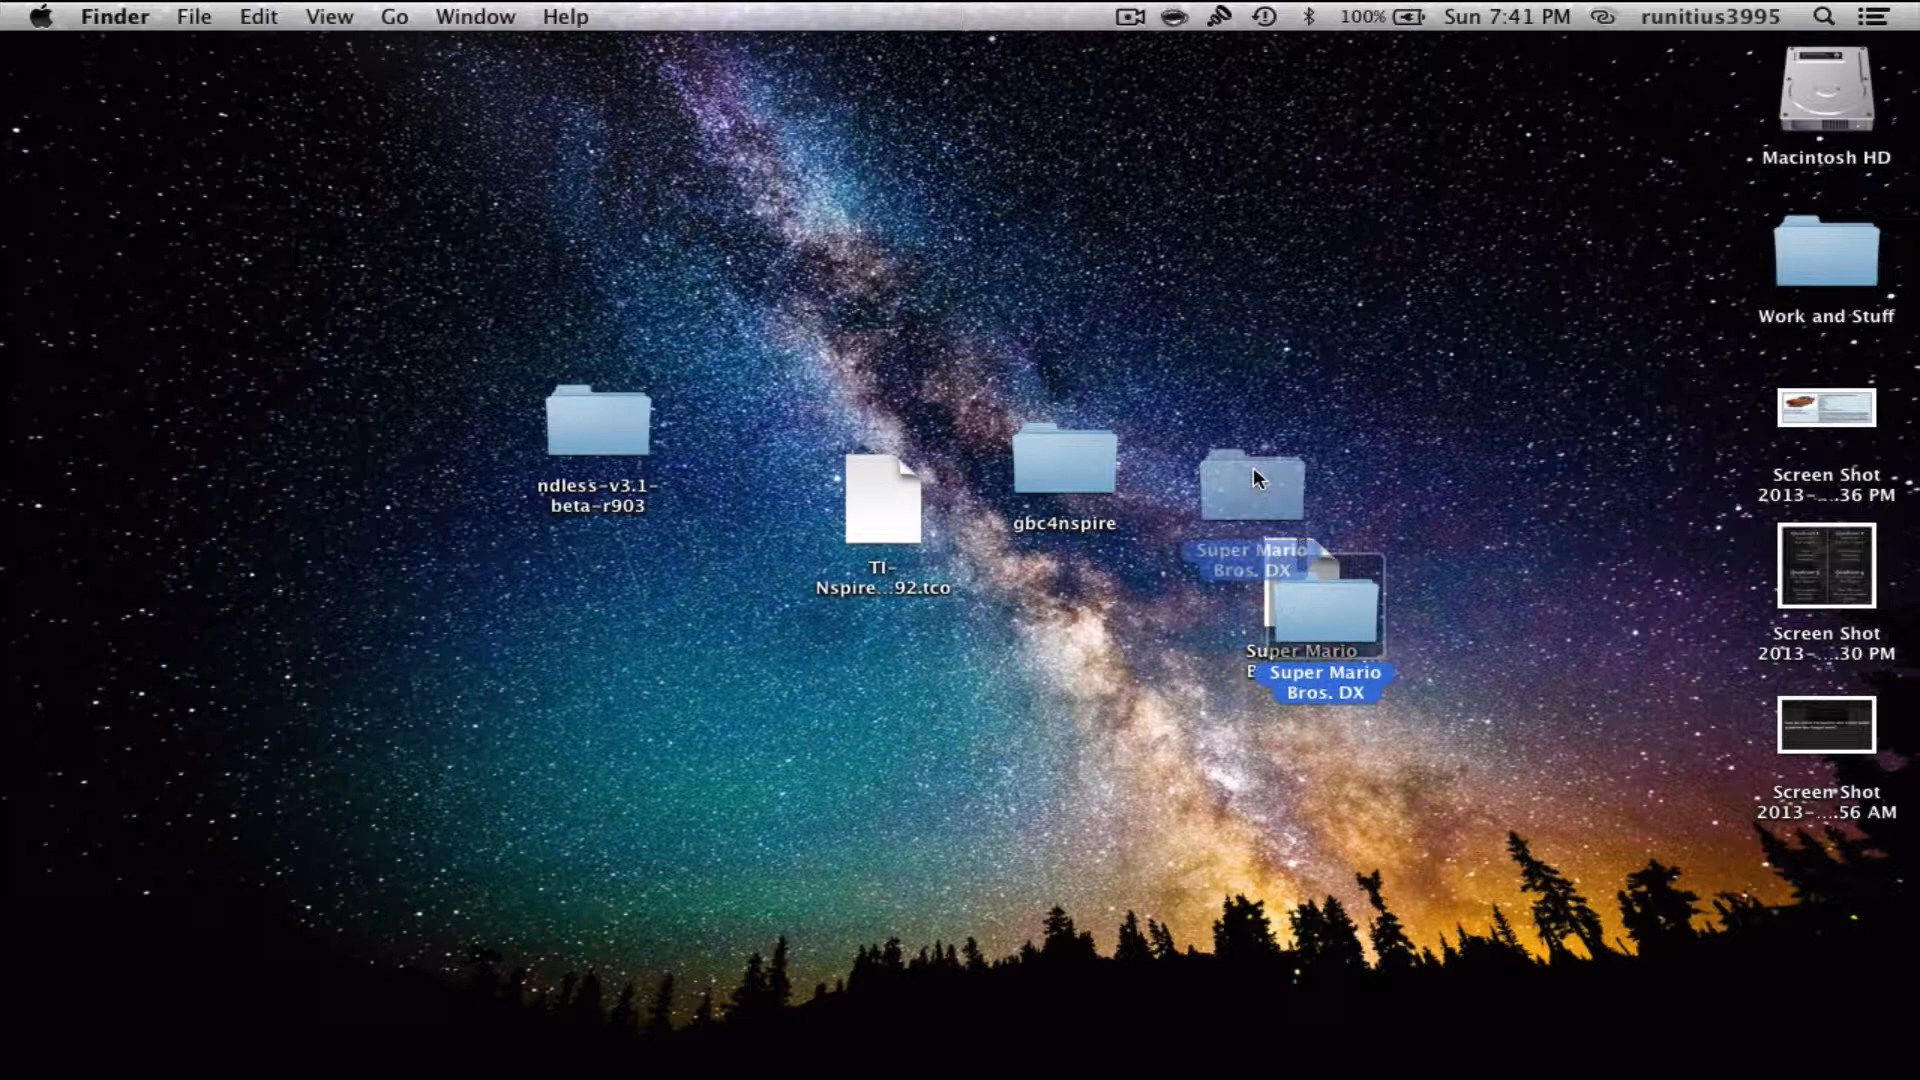 Finder File Edit View Go Window Help 100% Sun 7:41 PM runitius3995
Macintosh HD
Work and Stuff
Screen Shot
2013-....36 PM
Screen Shot
2013-....30 PM
Screen Shot
2013-....56 AM
ndless-v3.1-
beta-r903
TI-
Nspire...92.tco
gbc4nspire
Super Mario
Bros. DX
Super Mario
B
Super Mario
Bros. DX